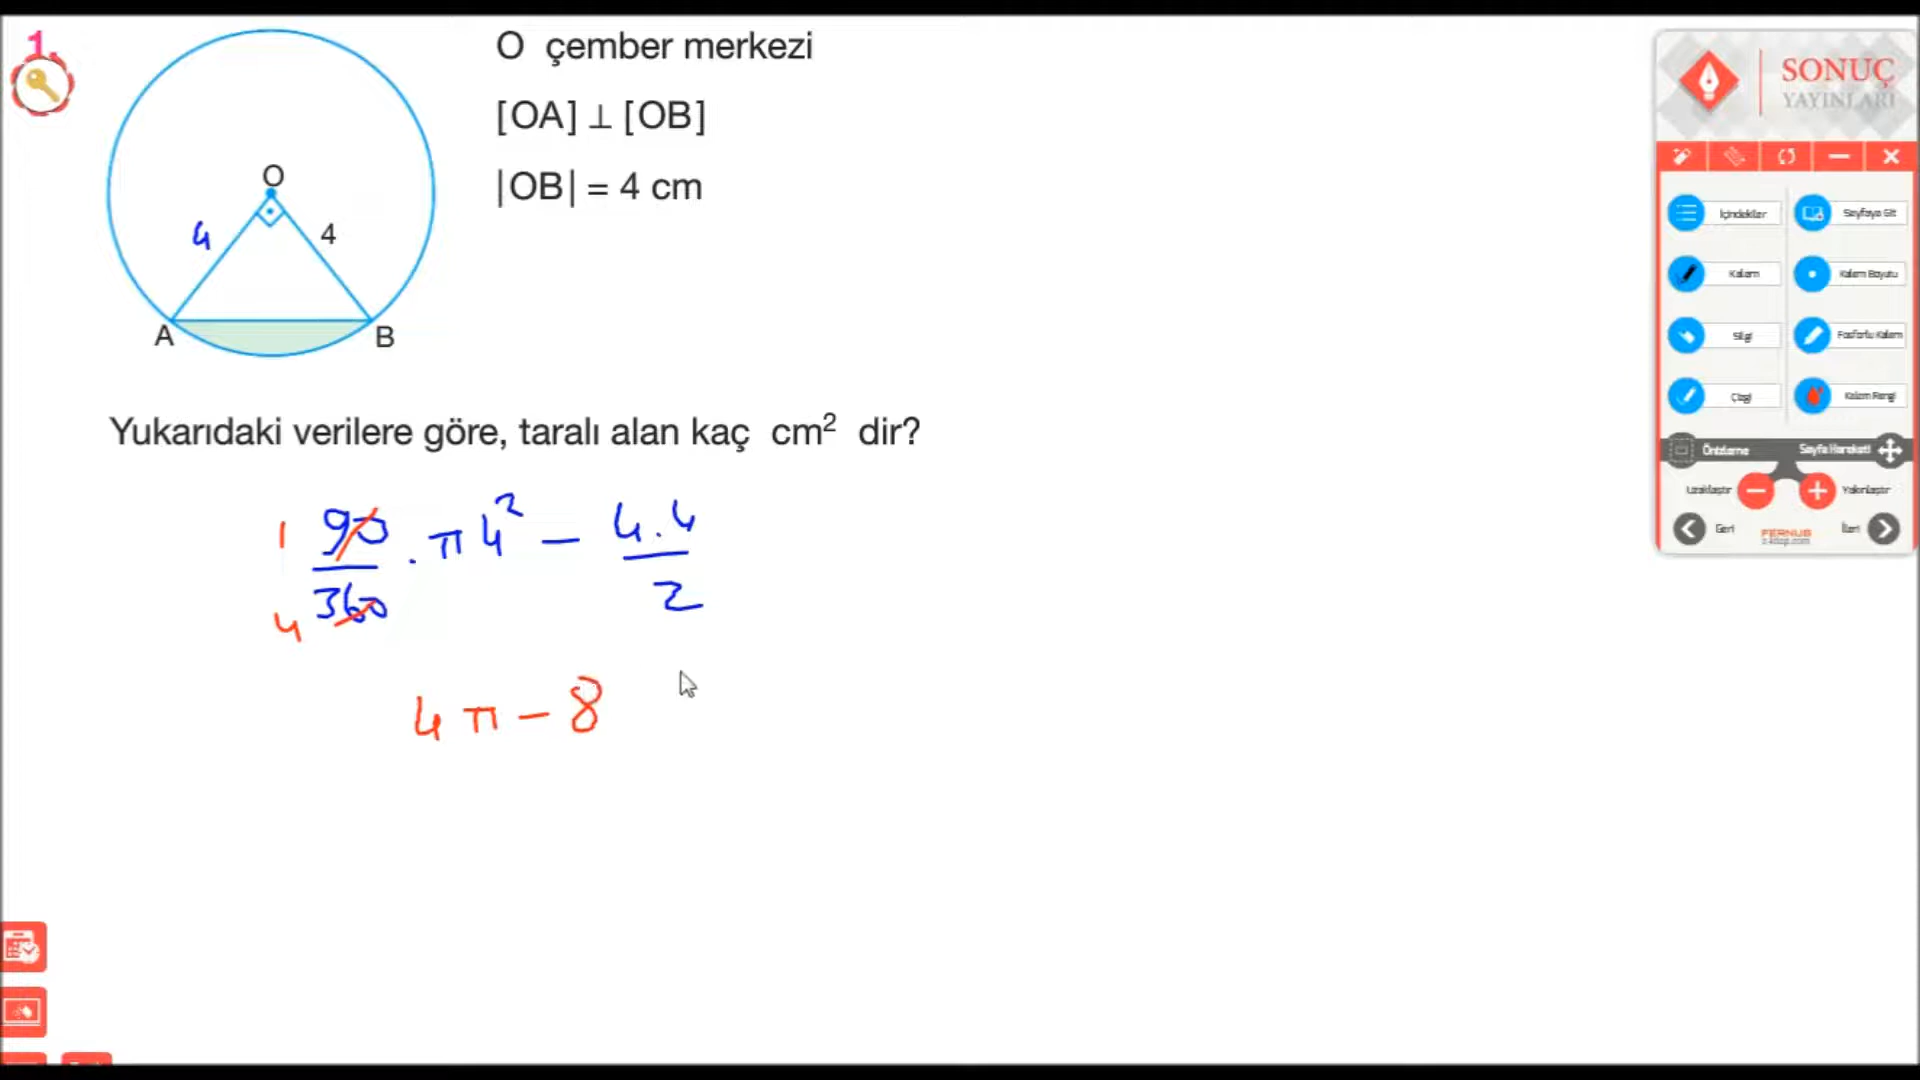 1.
O çember merkezi
[OA] ⊥ [OB]
|OB| = 4 cm
O
4
4
A
B
Yukarıdaki verilere göre, taralı alan kaç cm² dir?
1 90/360 . π 4² − 4.4/2
4
4π − 8
SONUÇ
YAYINLARI
İçindekiler
Sayfaya Git
Kalem
Kalem Boyutu
Silgi
Fosforlu Kalem
Çizgi
Kalem Rengi
Önizleme
Sayfa Hareketi
Uzaklaştır
Yakınlaştır
Geri
FERNUS
İleri